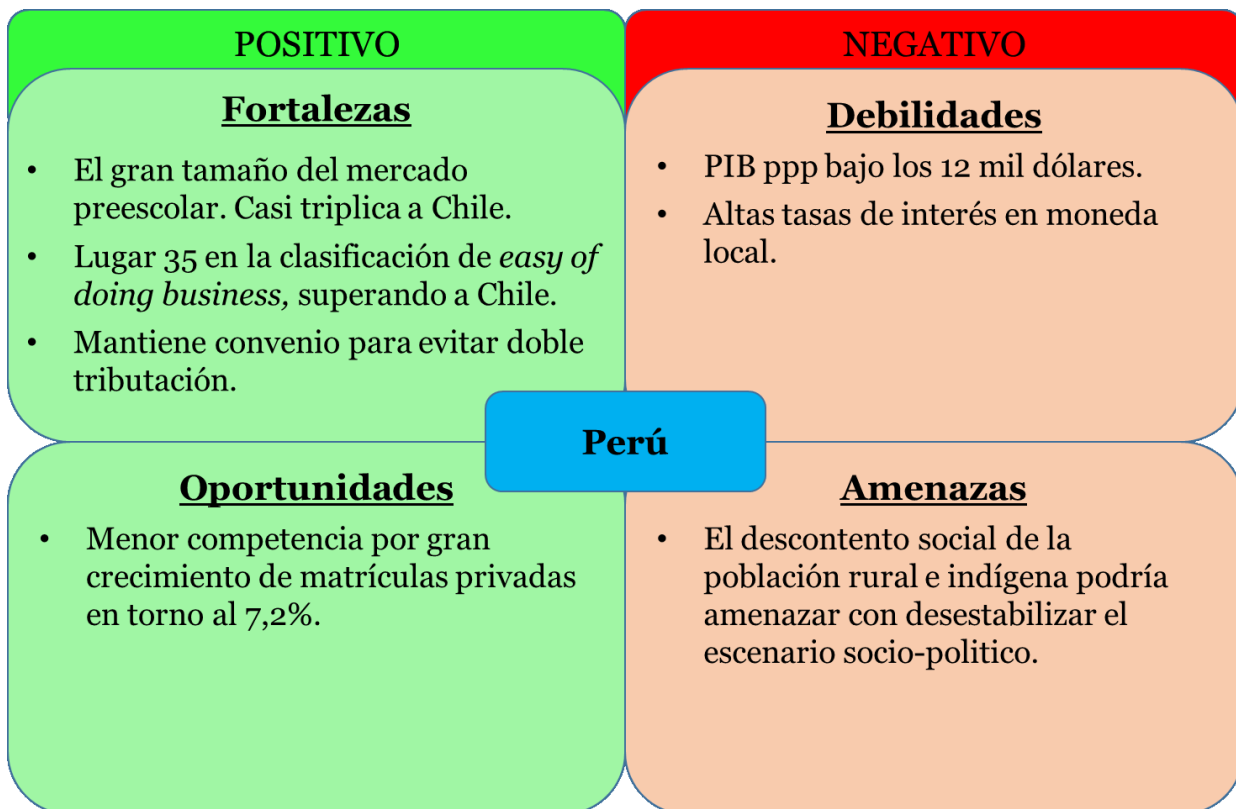 POSITIVO
NEGATIVO
Fortalezas
• El gran tamaño del mercado
preescolar. Casi triplica a Chile.
• Lugar 35 en la clasificación de easy of
doing business, superando a Chile.
• Mantiene convenio para evitar doble
tributación.
Debilidades
• PIB ppp bajo los 12 mil dólares.
• Altas tasas de interés en moneda
local.
Perú
Oportunidades
• Menor competencia por gran
crecimiento de matrículas privadas
en torno al 7,2%.
Amenazas
• El descontento social de la
población rural e indígena podría
amenazar con desestabilizar el
escenario socio-politico.